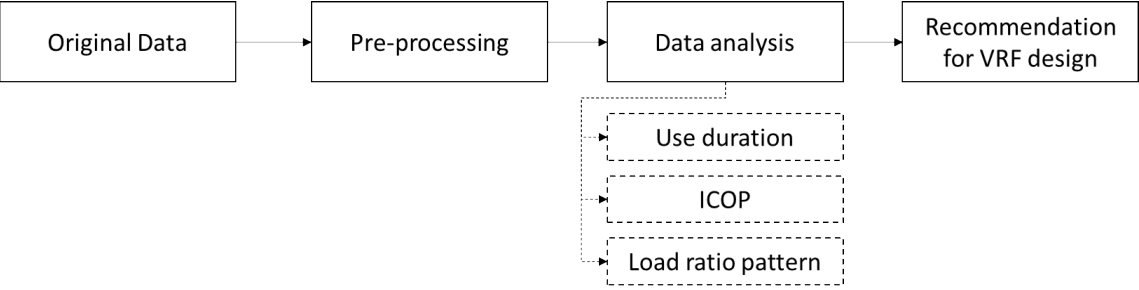 Original Data
Pre-processing
Data analysis
Recommendation
for VRF design
Use duration
ICOP
Load ratio pattern